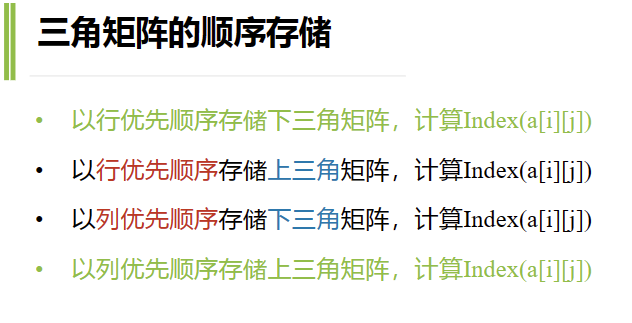 三角矩阵的顺序存储
• 以行优先顺序存储下三角矩阵，计算Index(a[i][j])
• 以行优先顺序存储上三角矩阵，计算Index(a[i][j])
• 以列优先顺序存储下三角矩阵，计算Index(a[i][j])
• 以列优先顺序存储上三角矩阵，计算Index(a[i][j])